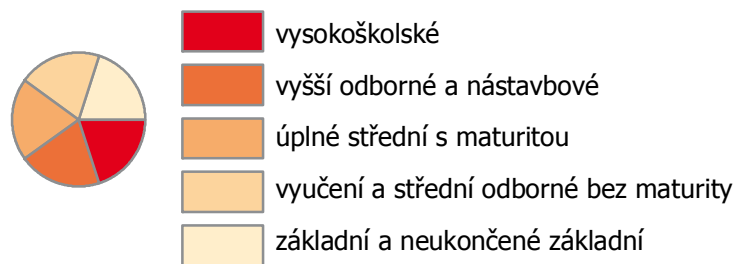 vysokoškolské
vyšší odborné a nástavbové
úplné střední s maturitou
vyučení a střední odborné bez maturity
základní a neukončené základní